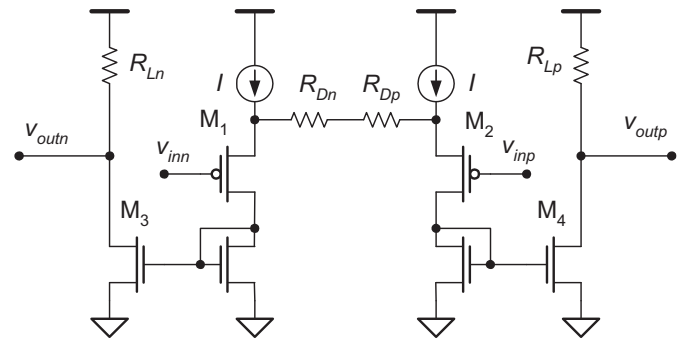 R_Ln
I
R_Dn
R_Dp
I
R_Lp
M_1
M_2
v_outn
v_inn
v_inp
v_outp
M_3
M_4